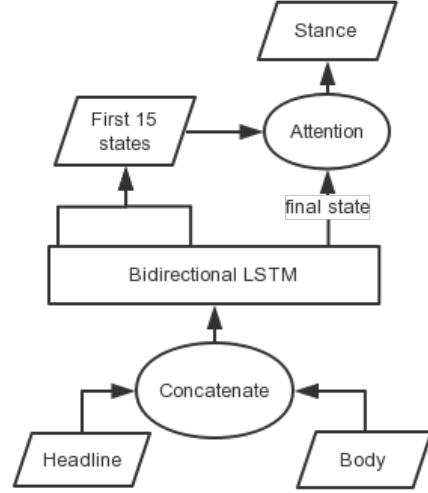 Stance
First 15
states
Attention
final state
Bidirectional LSTM
Concatenate
Headline
Body